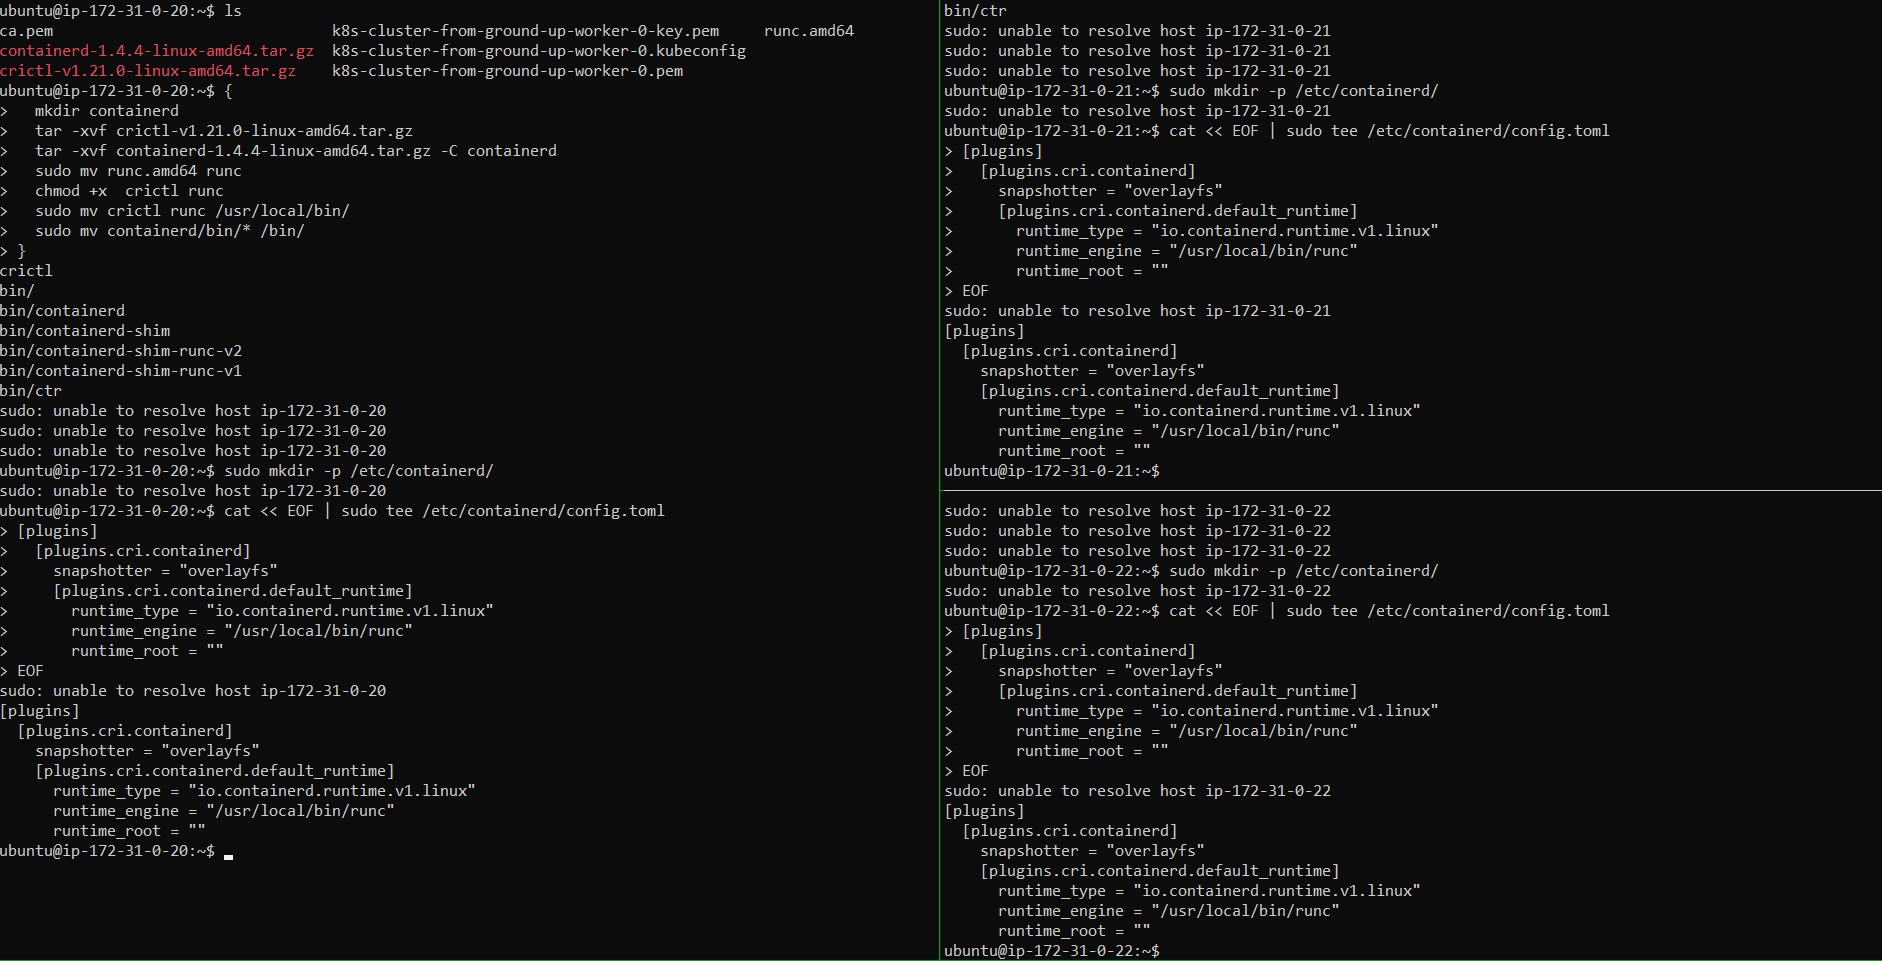 ubuntu@ip-172-31-0-20:~$ ls
ca.pem                               k8s-cluster-from-ground-up-worker-0-key.pem     runc.amd64
containerd-1.4.4-linux-amd64.tar.gz  k8s-cluster-from-ground-up-worker-0.kubeconfig
crictl-v1.21.0-linux-amd64.tar.gz    k8s-cluster-from-ground-up-worker-0.pem
ubuntu@ip-172-31-0-20:~$ {
>   mkdir containerd
>   tar -xvf crictl-v1.21.0-linux-amd64.tar.gz
>   tar -xvf containerd-1.4.4-linux-amd64.tar.gz -C containerd
>   sudo mv runc.amd64 runc
>   chmod +x  crictl runc
>   sudo mv crictl runc /usr/local/bin/
>   sudo mv containerd/bin/* /bin/
> }
crictl
bin/
bin/containerd
bin/containerd-shim
bin/containerd-shim-runc-v2
bin/containerd-shim-runc-v1
bin/ctr
sudo: unable to resolve host ip-172-31-0-20
sudo: unable to resolve host ip-172-31-0-20
sudo: unable to resolve host ip-172-31-0-20
ubuntu@ip-172-31-0-20:~$ sudo mkdir -p /etc/containerd/
sudo: unable to resolve host ip-172-31-0-20
ubuntu@ip-172-31-0-20:~$ cat << EOF | sudo tee /etc/containerd/config.toml
> [plugins]
>   [plugins.cri.containerd]
>     snapshotter = "overlayfs"
>     [plugins.cri.containerd.default_runtime]
>       runtime_type = "io.containerd.runtime.v1.linux"
>       runtime_engine = "/usr/local/bin/runc"
>       runtime_root = ""
> EOF
sudo: unable to resolve host ip-172-31-0-20
[plugins]
  [plugins.cri.containerd]
    snapshotter = "overlayfs"
    [plugins.cri.containerd.default_runtime]
      runtime_type = "io.containerd.runtime.v1.linux"
      runtime_engine = "/usr/local/bin/runc"
      runtime_root = ""
ubuntu@ip-172-31-0-20:~$
bin/ctr
sudo: unable to resolve host ip-172-31-0-21
sudo: unable to resolve host ip-172-31-0-21
sudo: unable to resolve host ip-172-31-0-21
ubuntu@ip-172-31-0-21:~$ sudo mkdir -p /etc/containerd/
sudo: unable to resolve host ip-172-31-0-21
ubuntu@ip-172-31-0-21:~$ cat << EOF | sudo tee /etc/containerd/config.toml
> [plugins]
>   [plugins.cri.containerd]
>     snapshotter = "overlayfs"
>     [plugins.cri.containerd.default_runtime]
>       runtime_type = "io.containerd.runtime.v1.linux"
>       runtime_engine = "/usr/local/bin/runc"
>       runtime_root = ""
> EOF
sudo: unable to resolve host ip-172-31-0-21
[plugins]
  [plugins.cri.containerd]
    snapshotter = "overlayfs"
    [plugins.cri.containerd.default_runtime]
      runtime_type = "io.containerd.runtime.v1.linux"
      runtime_engine = "/usr/local/bin/runc"
      runtime_root = ""
ubuntu@ip-172-31-0-21:~$
sudo: unable to resolve host ip-172-31-0-22
sudo: unable to resolve host ip-172-31-0-22
sudo: unable to resolve host ip-172-31-0-22
ubuntu@ip-172-31-0-22:~$ sudo mkdir -p /etc/containerd/
sudo: unable to resolve host ip-172-31-0-22
ubuntu@ip-172-31-0-22:~$ cat << EOF | sudo tee /etc/containerd/config.toml
> [plugins]
>   [plugins.cri.containerd]
>     snapshotter = "overlayfs"
>     [plugins.cri.containerd.default_runtime]
>       runtime_type = "io.containerd.runtime.v1.linux"
>       runtime_engine = "/usr/local/bin/runc"
>       runtime_root = ""
> EOF
sudo: unable to resolve host ip-172-31-0-22
[plugins]
  [plugins.cri.containerd]
    snapshotter = "overlayfs"
    [plugins.cri.containerd.default_runtime]
      runtime_type = "io.containerd.runtime.v1.linux"
      runtime_engine = "/usr/local/bin/runc"
      runtime_root = ""
ubuntu@ip-172-31-0-22:~$